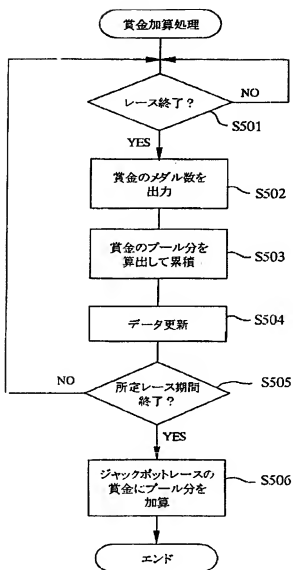 賞金加算処理
レース終了？
NO
S501
YES
賞金のメダル数を
出力
S502
賞金のプール分を
算出して累積
S503
データ更新
S504
NO
所定レース期間
終了？
S505
YES
ジャックポットレースの
賞金にプール分を
加算
S506
エンド